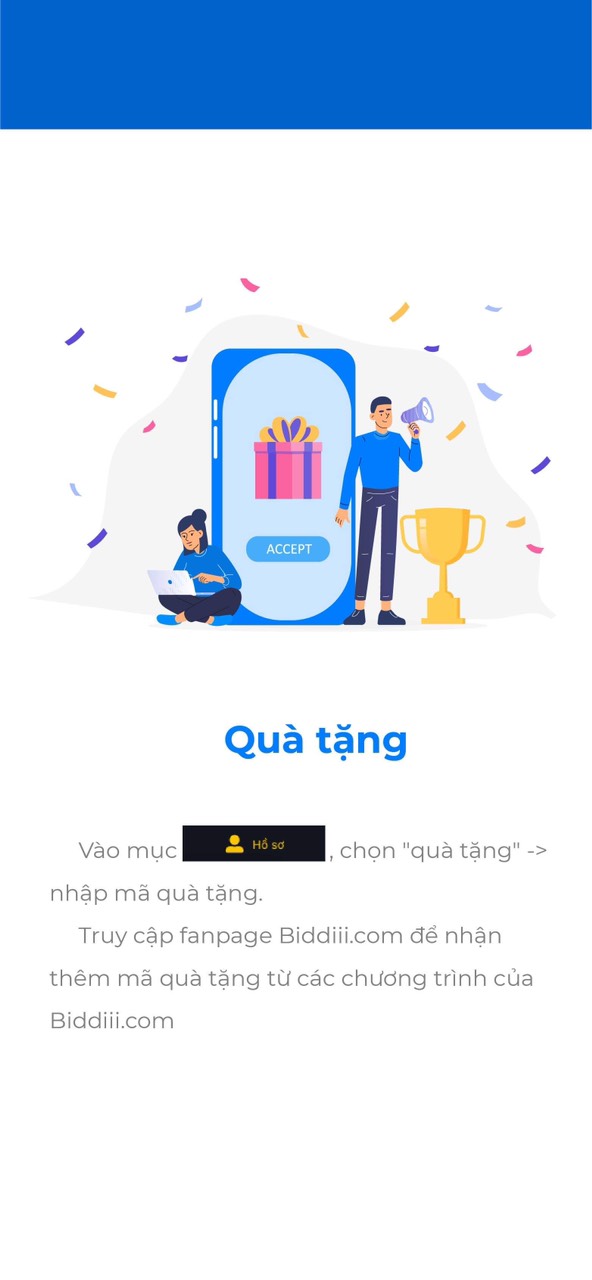 ACCEPT
Quà tặng
Vào mục Hồ sơ , chọn "quà tặng" ->
nhập mã quà tặng.
Truy cập fanpage Biddiii.com để nhận
thêm mã quà tặng từ các chương trình của
Biddiii.com